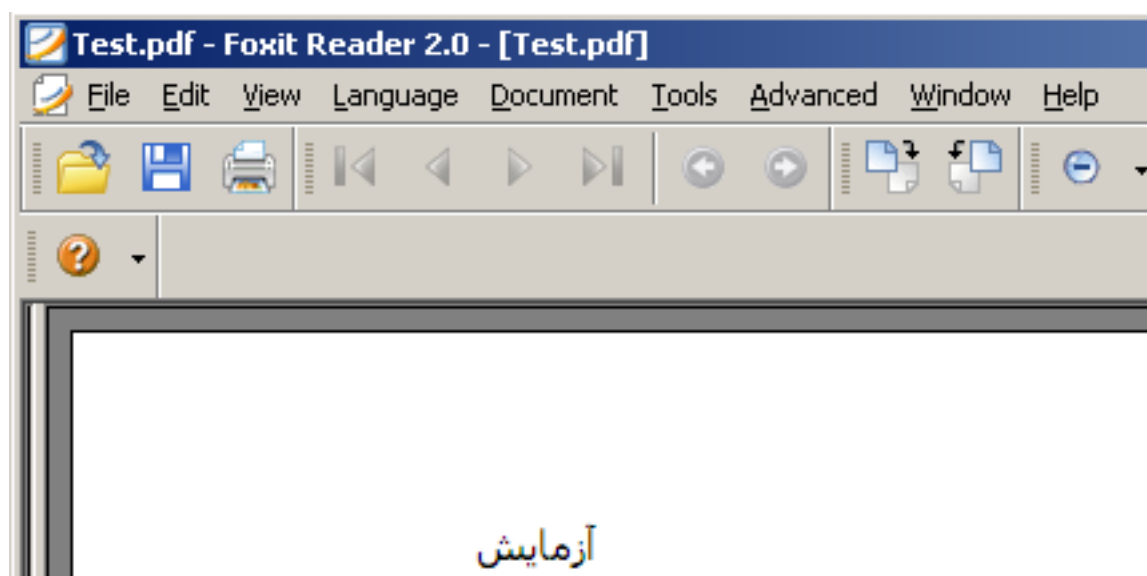 Test.pdf - Foxit Reader 2.0 - [Test.pdf]
File Edit View Language Document Tools Advanced Window Help
آزمایش